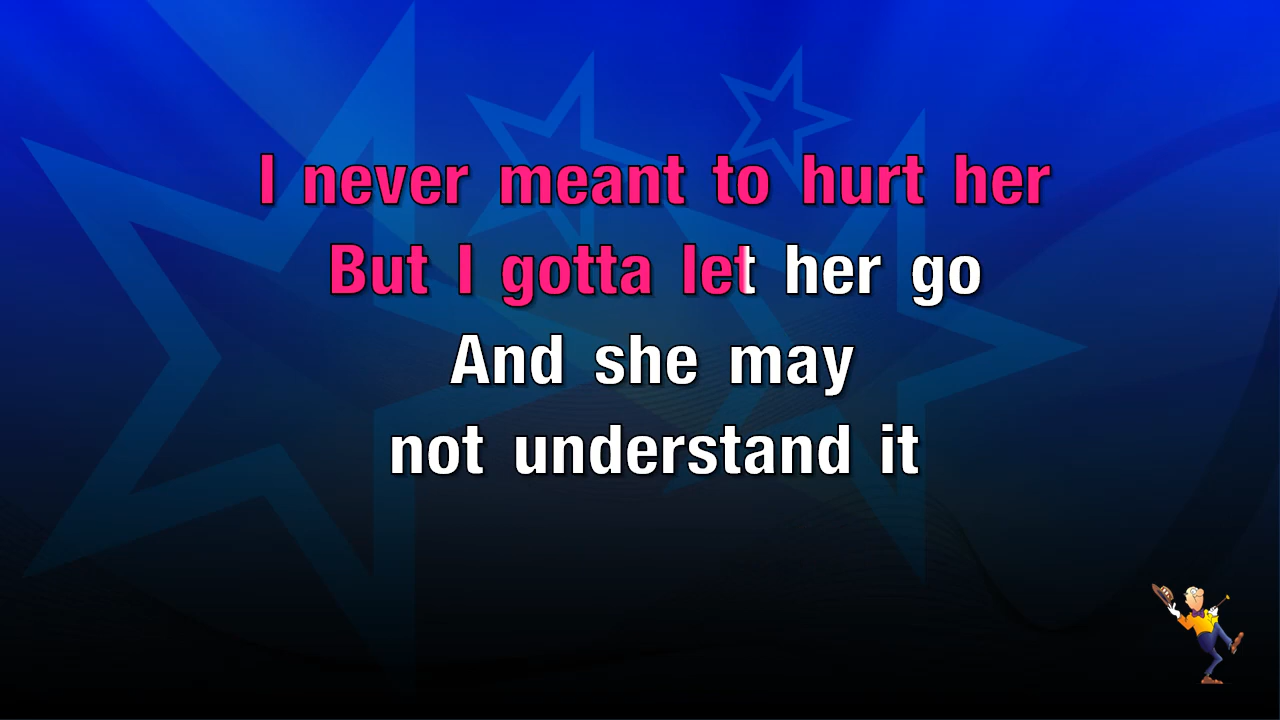 I never meant to hurt her
But I gotta let her go
And she may
not understand it